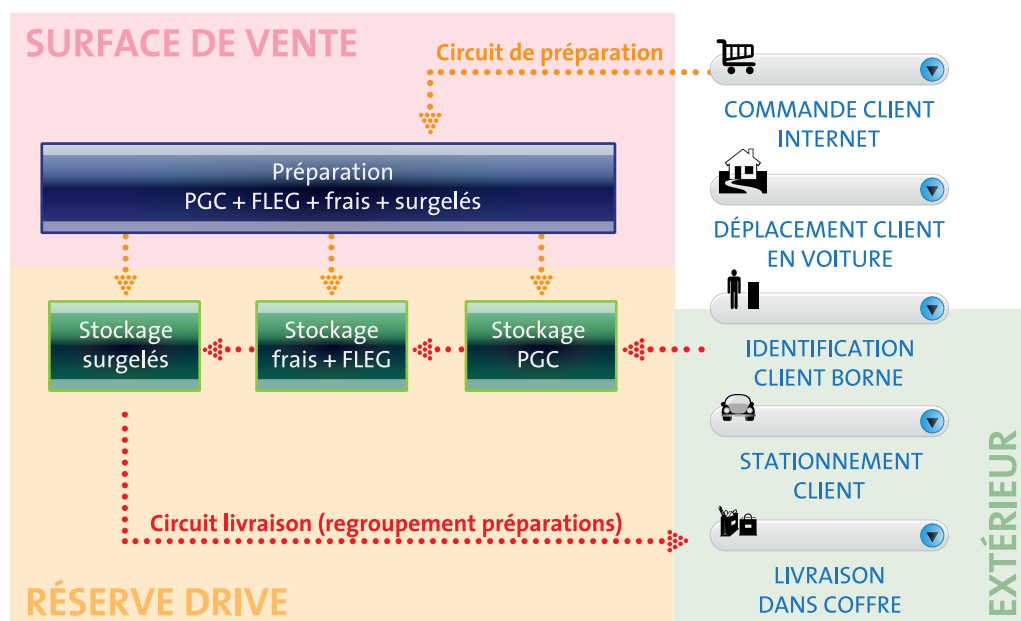 SURFACE DE VENTE
Circuit de préparation
COMMANDE CLIENT
INTERNET
Préparation
PGC + FLEG + frais + surgelés
DÉPLACEMENT CLIENT
EN VOITURE
Stockage
surgelés
Stockage
frais + FLEG
Stockage
PGC
IDENTIFICATION
CLIENT BORNE
STATIONNEMENT
CLIENT
Circuit livraison (regroupement préparations)
LIVRAISON
DANS COFFRE
RÉSERVE DRIVE
EXTÉRIEUR